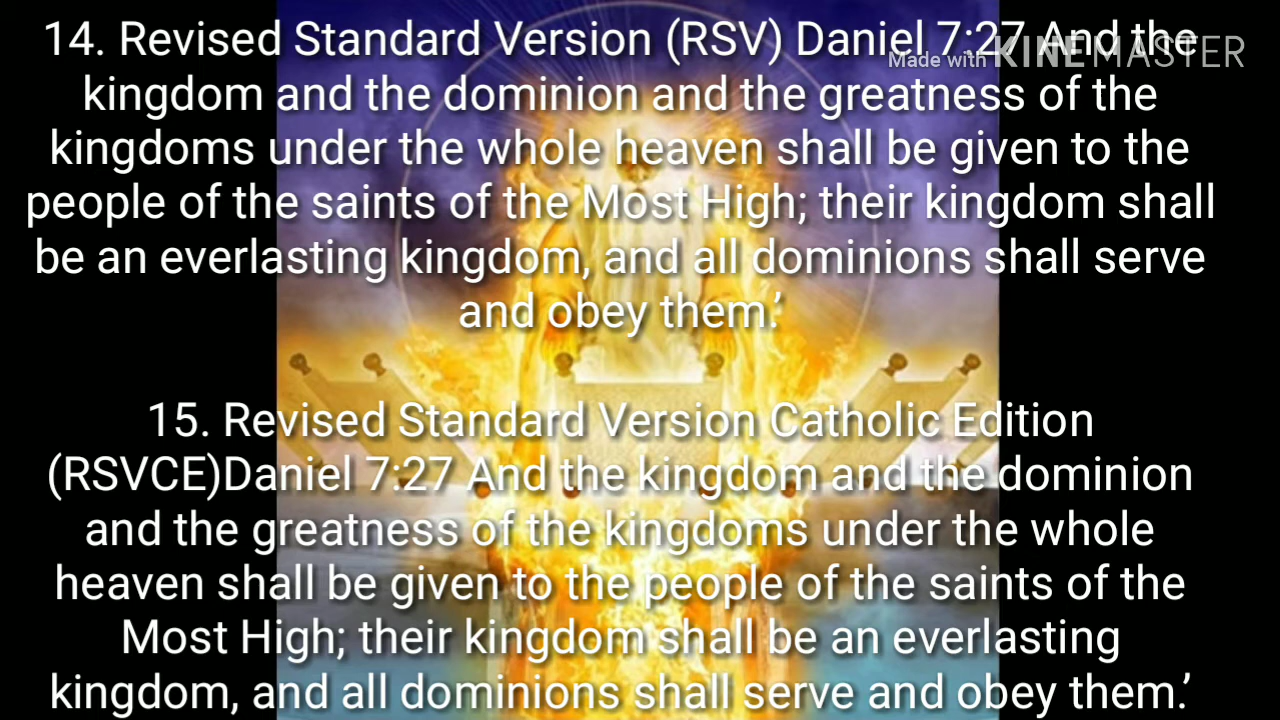 14. Revised Standard Version (RSV) Daniel 7:27 And the
Made with KINEMASTER
kingdom and the dominion and the greatness of the
kingdoms under the whole heaven shall be given to the
people of the saints of the Most High; their kingdom shall
be an everlasting kingdom, and all dominions shall serve
and obey them.’
15. Revised Standard Version Catholic Edition
(RSVCE)Daniel 7:27 And the kingdom and the dominion
and the greatness of the kingdoms under the whole
heaven shall be given to the people of the saints of the
Most High; their kingdom shall be an everlasting
kingdom, and all dominions shall serve and obey them.’